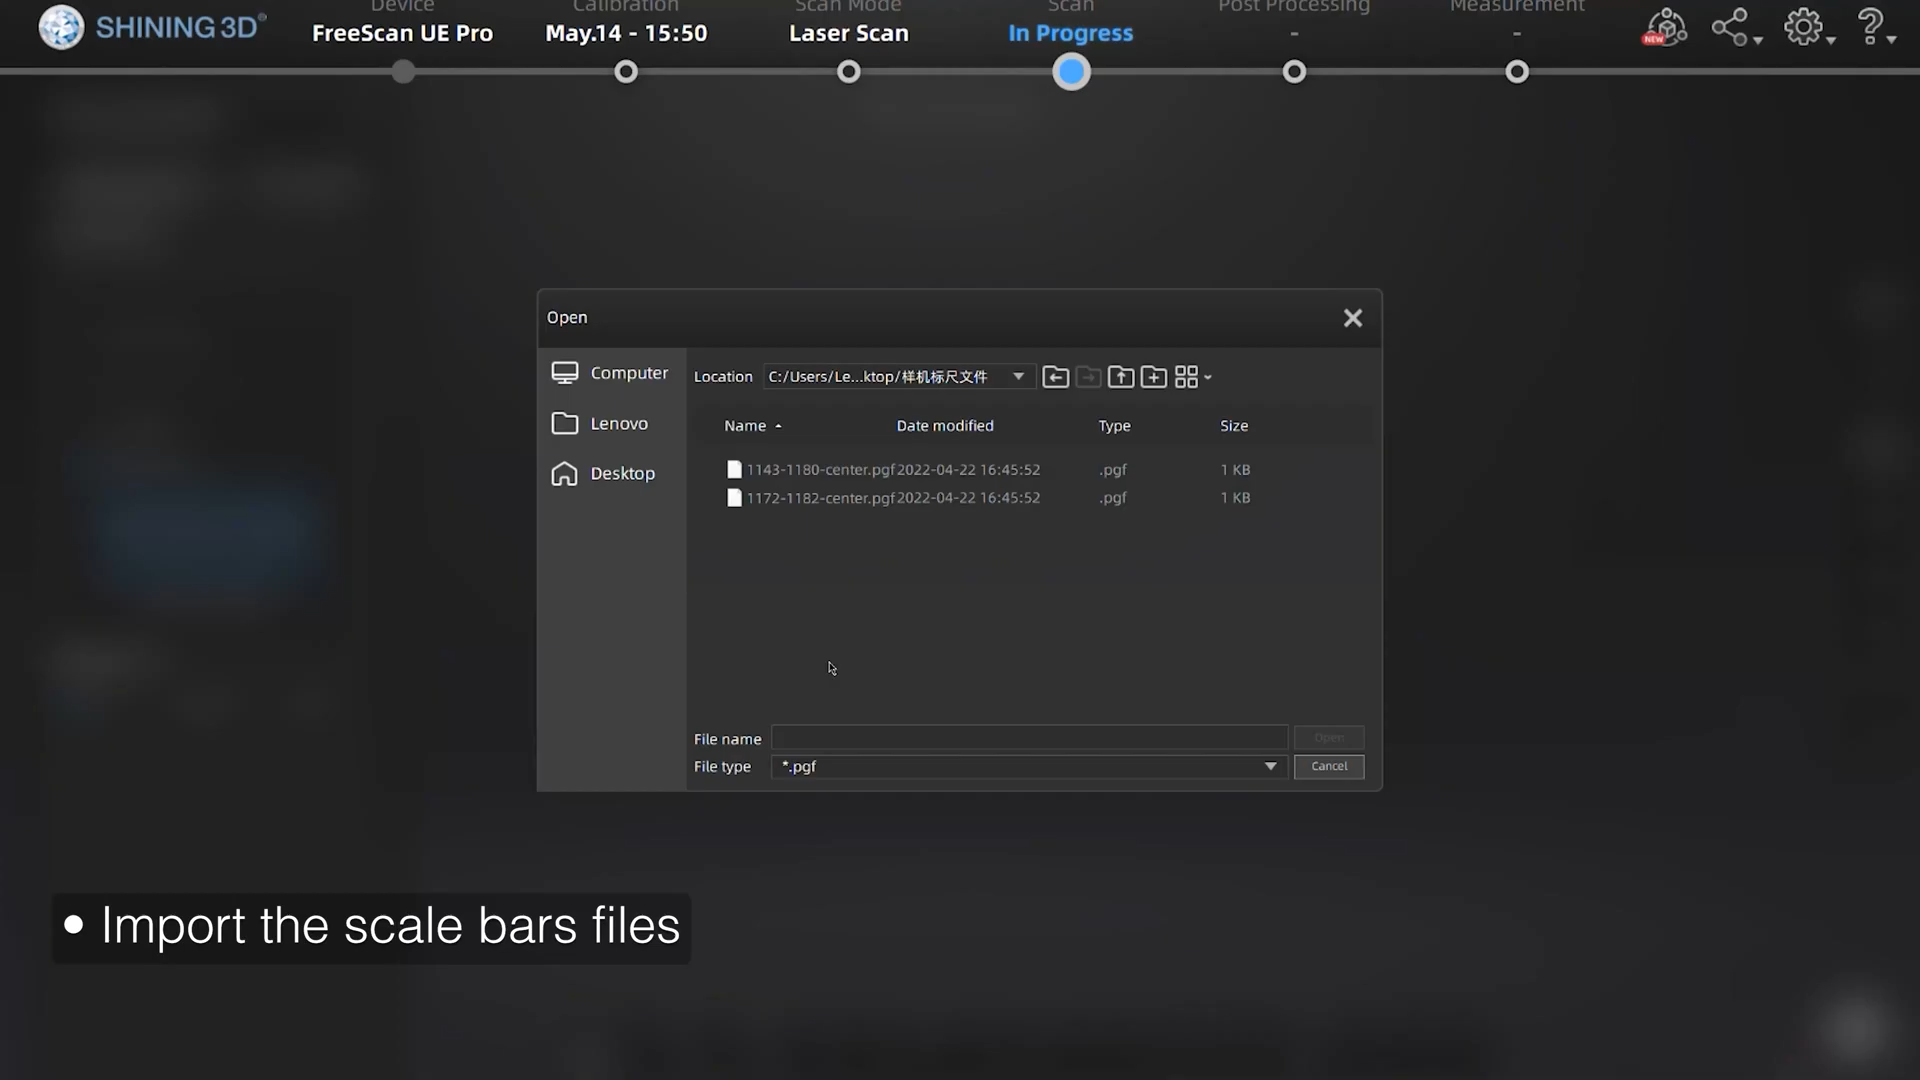 SHINING 3D®
Device
FreeScan UE Pro
Calibration
May.14 - 15:50
Scan Mode
Laser Scan
Scan
In Progress
Post Processing
-
Measurement
-
NEW
?
Open
Computer
Lenovo
Desktop
Location C:/Users/Le...ktop/样机标尺文件
Name Date modified Type Size
1143-1180-center.pgf 2022-04-22 16:45:52 .pgf 1 KB
1172-1182-center.pgf 2022-04-22 16:45:52 .pgf 1 KB
File name
Open
File type *.pgf
Cancel
• Import the scale bars files